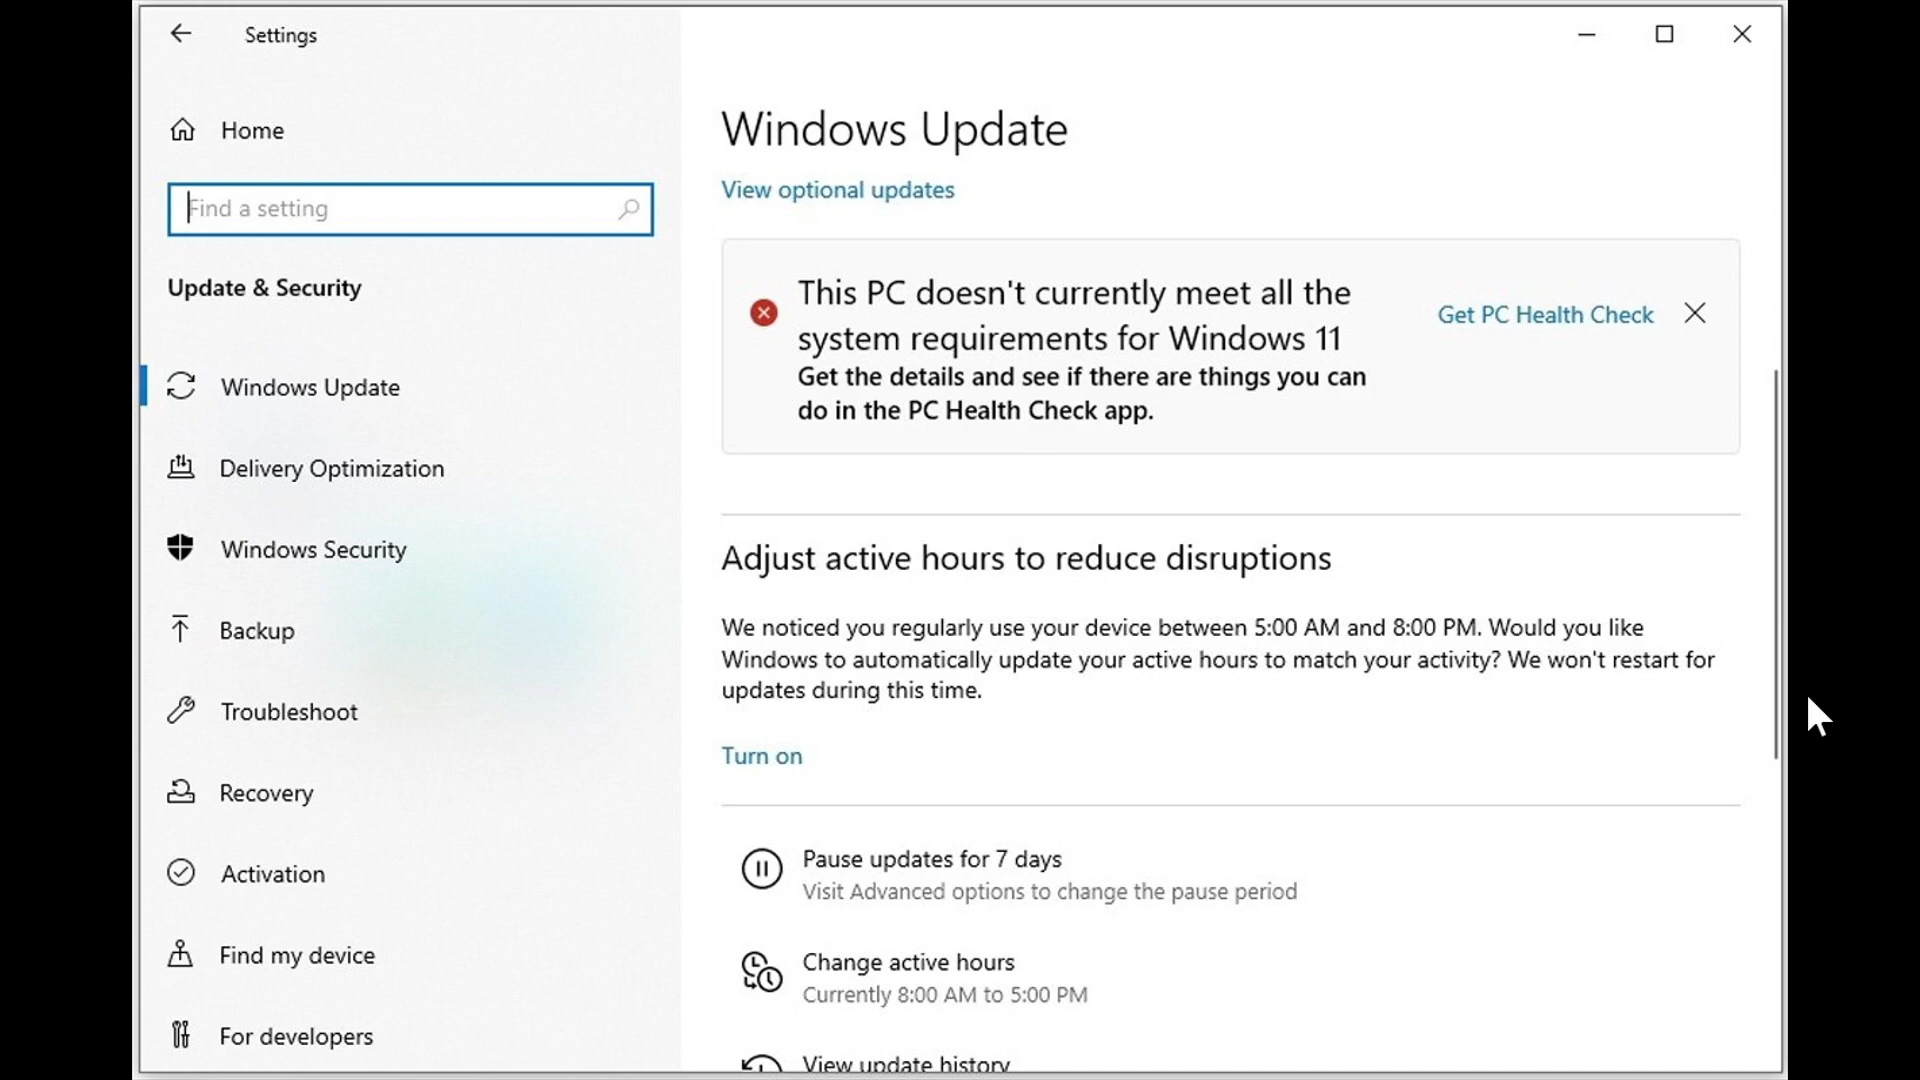 Settings
Home
Find a setting
Update & Security
Windows Update
Delivery Optimization
Windows Security
Backup
Troubleshoot
Recovery
Activation
Find my device
For developers
Windows Update
View optional updates
This PC doesn't currently meet all the
system requirements for Windows 11
Get the details and see if there are things you can
do in the PC Health Check app.
Get PC Health Check
Adjust active hours to reduce disruptions
We noticed you regularly use your device between 5:00 AM and 8:00 PM. Would you like
Windows to automatically update your active hours to match your activity? We won't restart for
updates during this time.
Turn on
Pause updates for 7 days
Visit Advanced options to change the pause period
Change active hours
Currently 8:00 AM to 5:00 PM
View update history